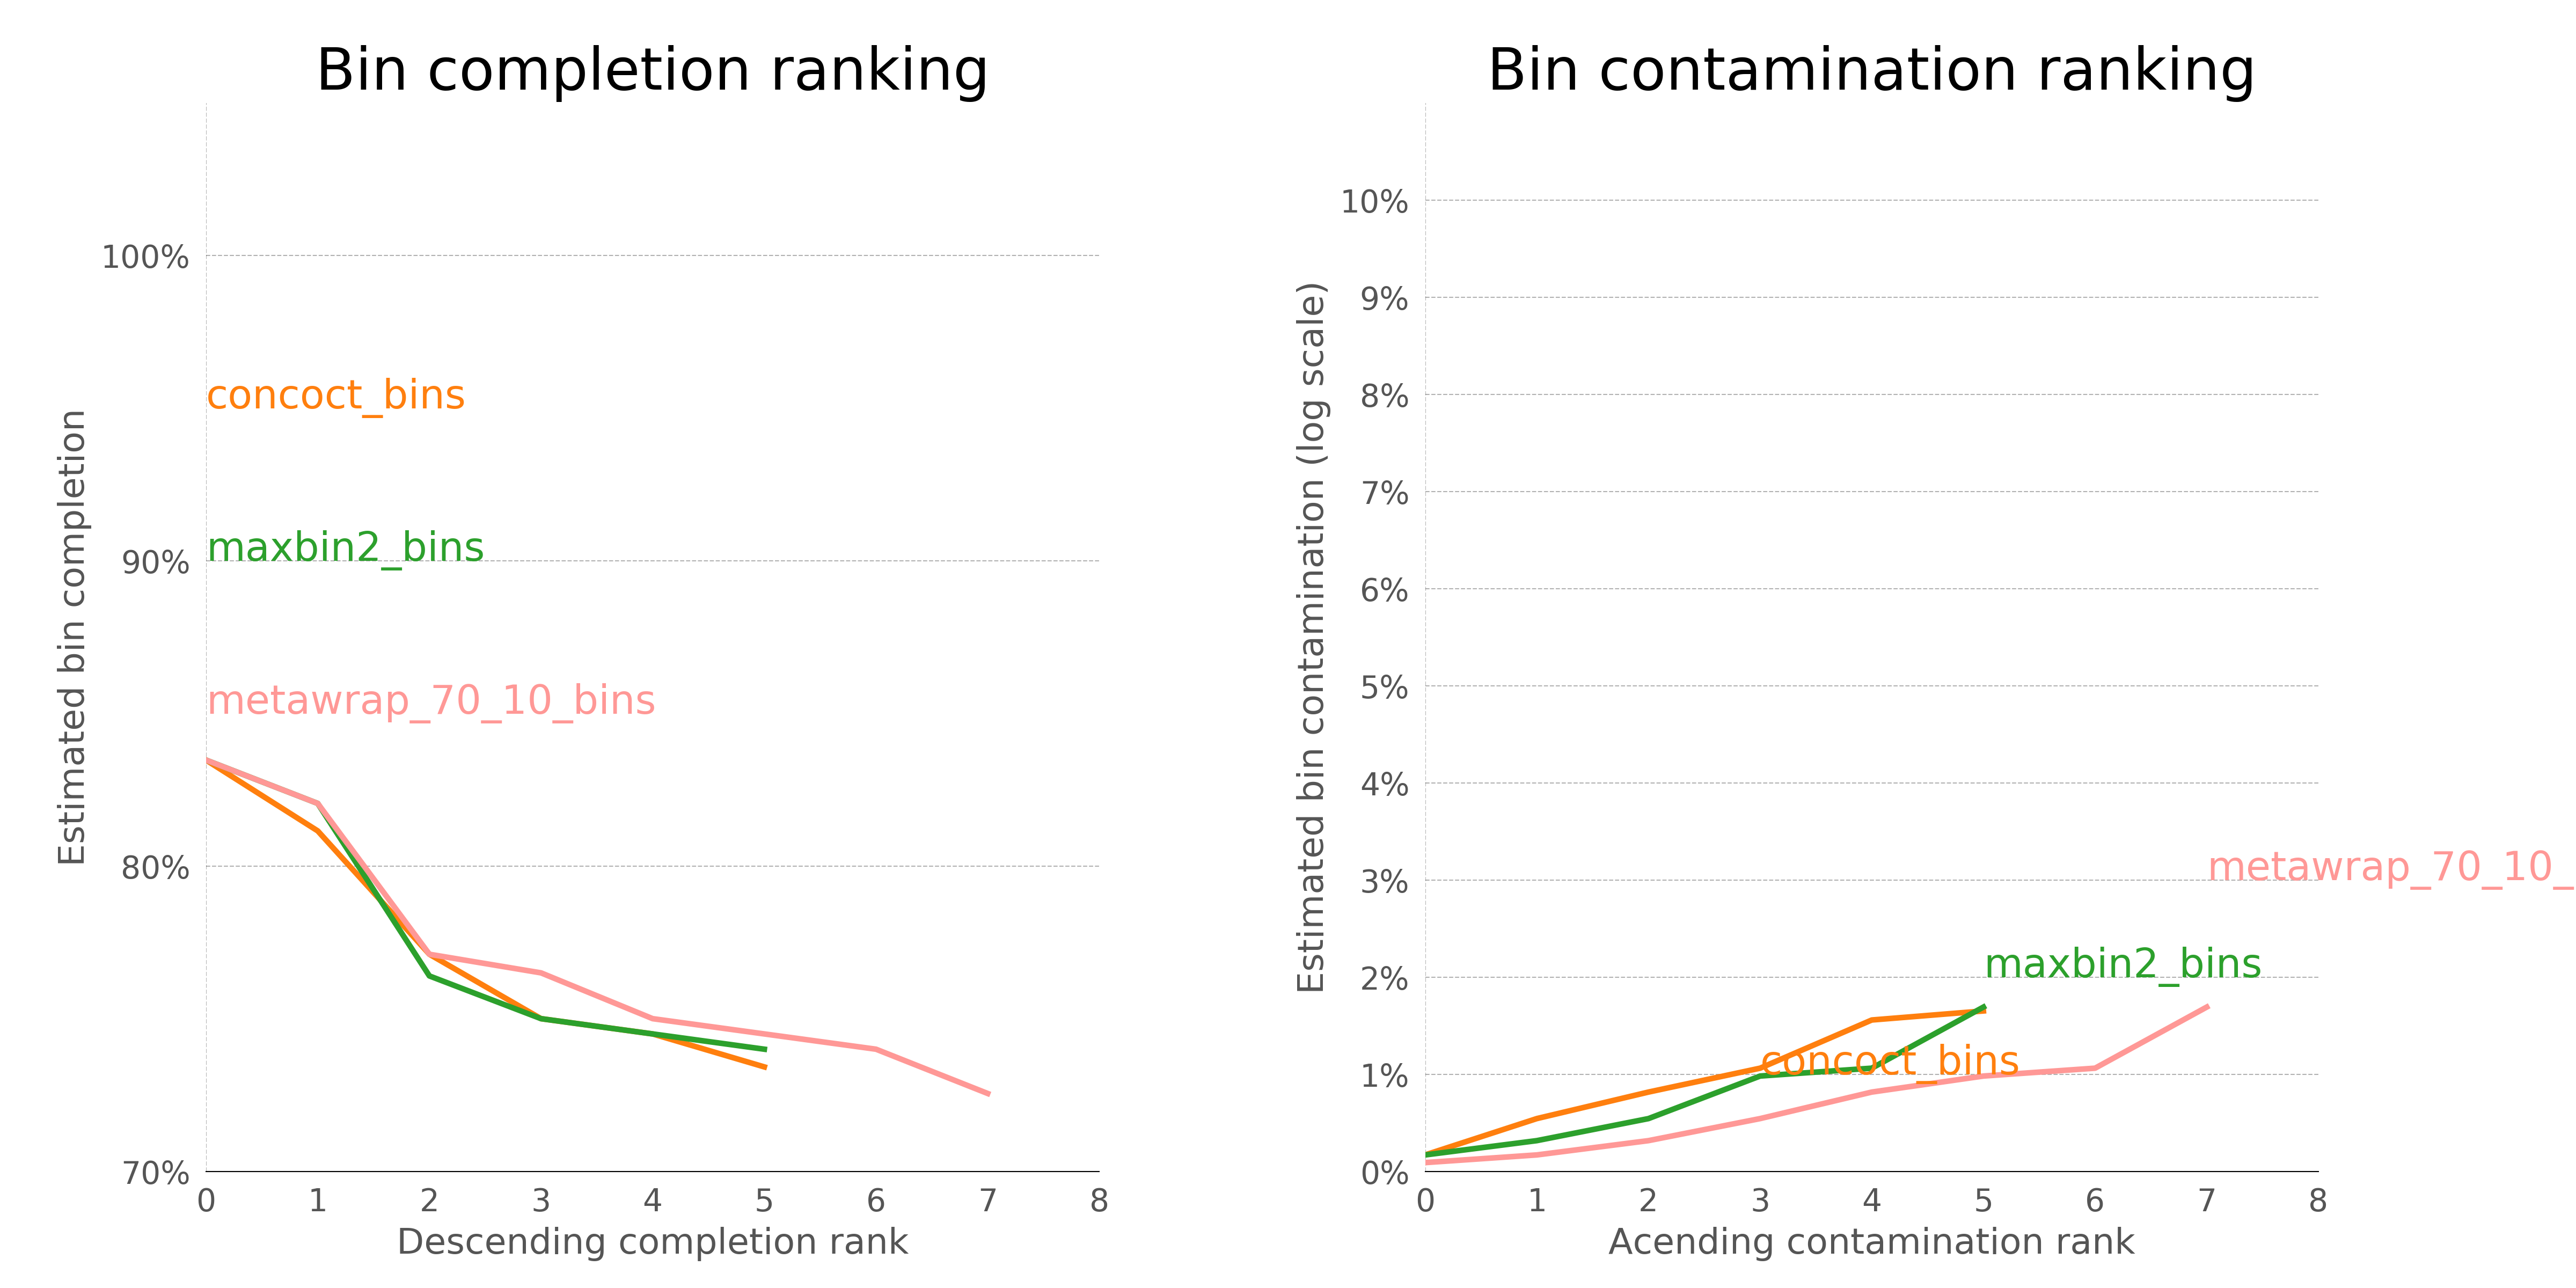 Bin completion ranking
Estimated bin completion
100%
90%
80%
70%
concoct_bins
maxbin2_bins
metawrap_70_10_bins
0 1 2 3 4 5 6 7 8
Descending completion rank
Bin contamination ranking
Estimated bin contamination (log scale)
10%
9%
8%
7%
6%
5%
4%
3%
2%
1%
0%
metawrap_70_10_
maxbin2_bins
concoct_bins
0 1 2 3 4 5 6 7 8
Acending contamination rank